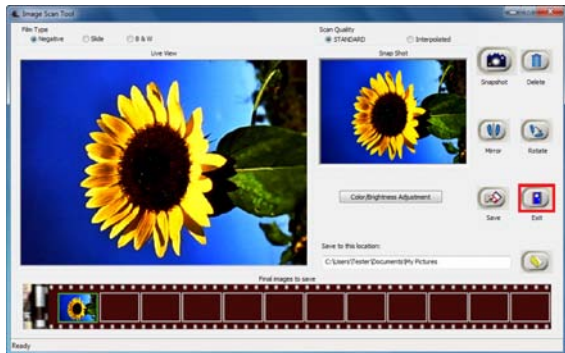 Image Scan Tool
Film Type
Negative
Slide
B & W
Scan Quality
STANDARD
Interpolated
Live View
Snap Shot
Snapshot
Delete
Mirror
Rotate
Color/Brightness Adjustment
Save
Exit
Save to this location:
C:\Users\Tester\Documents\My Pictures
Final images to save
Ready